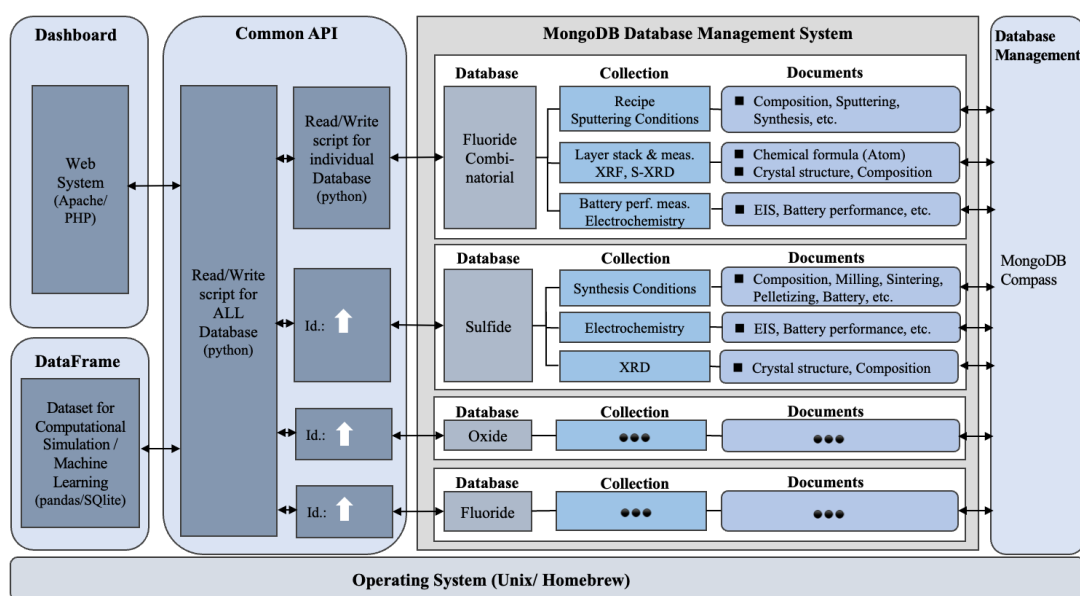 Dashboard
Web
System
(Apache/
PHP)
DataFrame
Dataset for
Computational
Simulation /
Machine
Learning
(pandas/SQlite)
Common API
Read/Write
script for
ALL
Database
(python)
Read/Write
script for
individual
Database
(python)
Id.:
Id.:
Id.:
MongoDB Database Management System
Database
Collection
Documents
Fluoride
Combi-
natorial
Recipe
Sputtering Conditions
■ Composition, Sputtering,
Synthesis, etc.
Layer stack & meas.
XRF, S-XRD
■ Chemical formula (Atom)
■ Crystal structure, Composition
Battery perf. meas.
Electrochemistry
■ EIS, Battery performance, etc.
Database
Collection
Documents
Sulfide
Synthesis Conditions
■ Composition, Milling, Sintering,
Pelletizing, Battery, etc.
Electrochemistry
■ EIS, Battery performance, etc.
XRD
■ Crystal structure, Composition
Database
Collection
Documents
Oxide
●●●
●●●
Database
Collection
Documents
Fluoride
●●●
●●●
Database
Management
MongoDB
Compass
Operating System (Unix/ Homebrew)